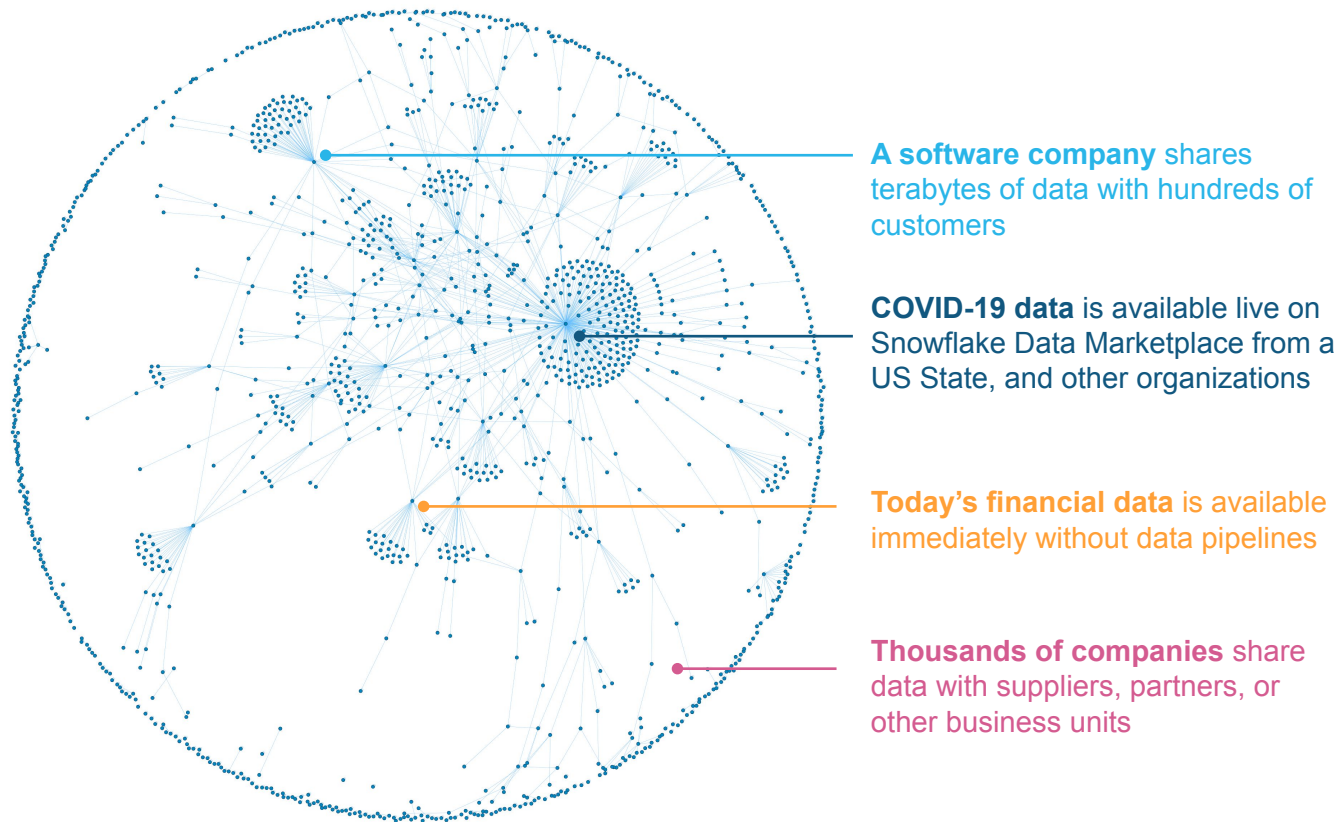 A software company shares
terabytes of data with hundreds of
customers
COVID-19 data is available live on
Snowflake Data Marketplace from a
US State, and other organizations
Today’s financial data is available
immediately without data pipelines
Thousands of companies share
data with suppliers, partners, or
other business units